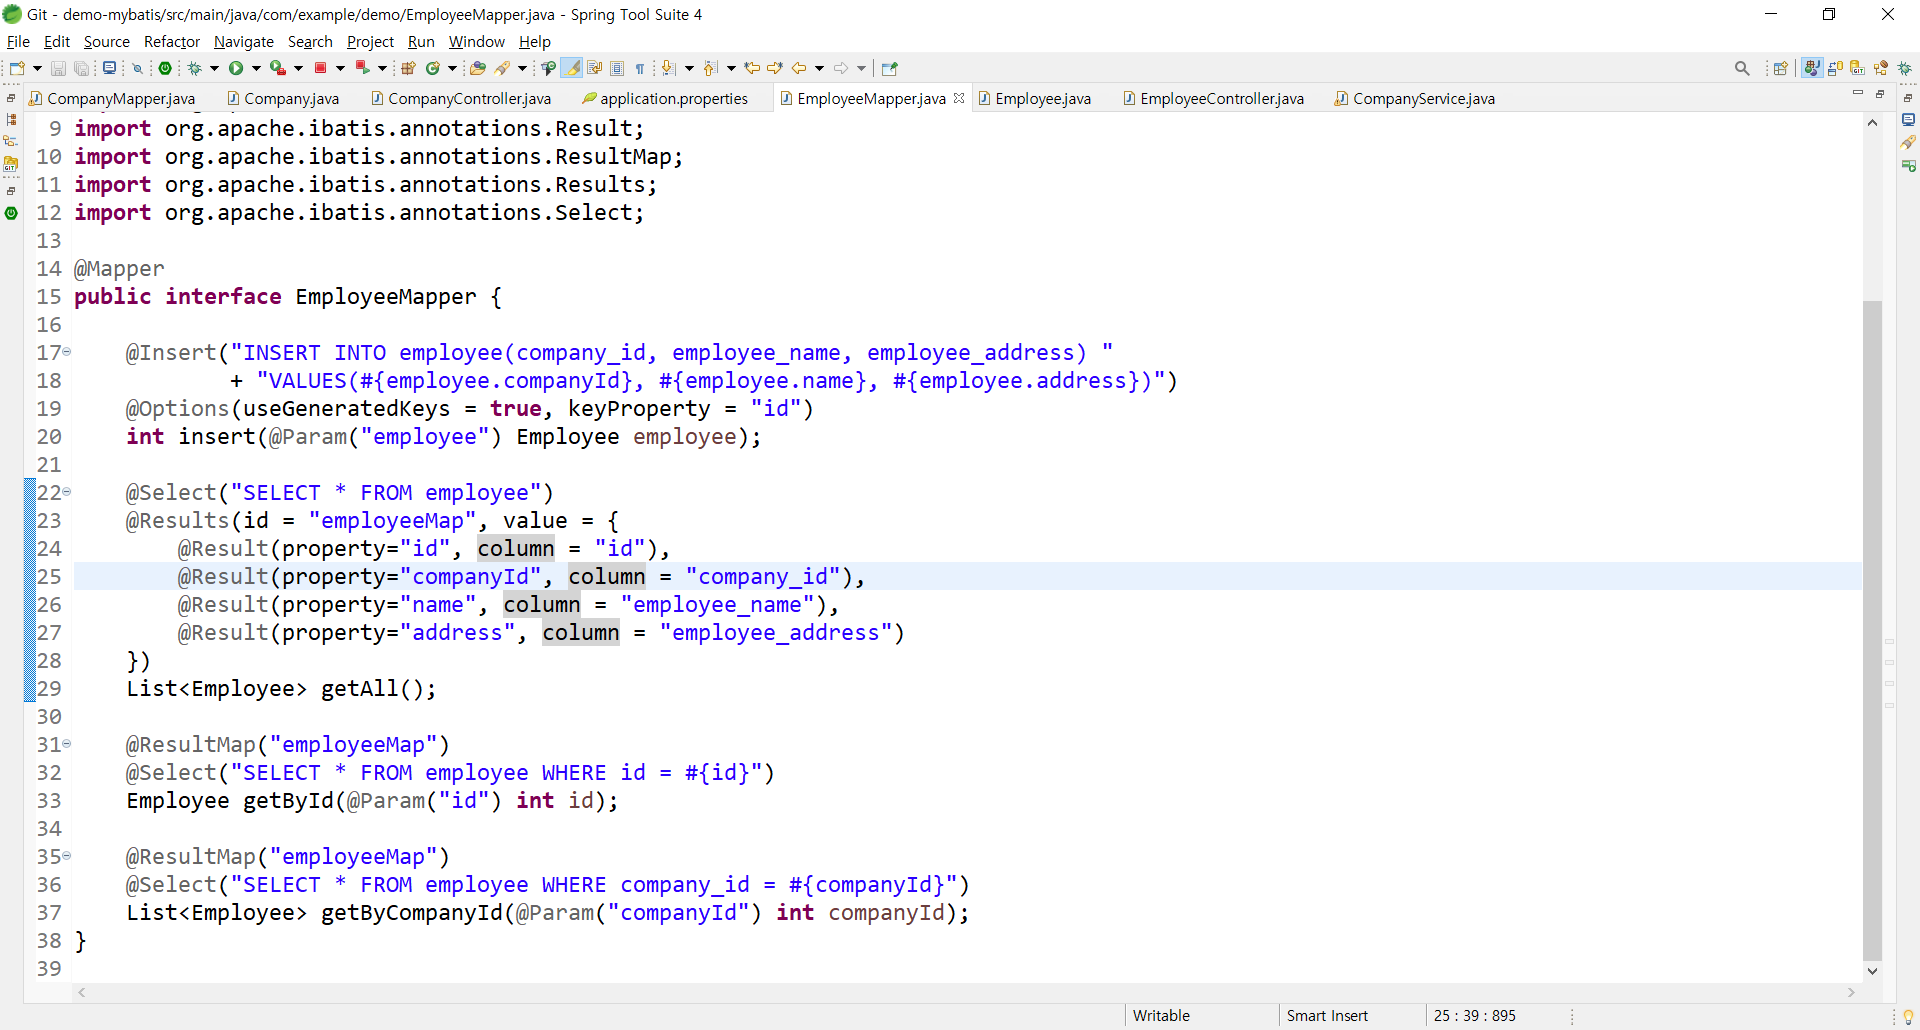 Git - demo-mybatis/src/main/java/com/example/demo/EmployeeMapper.java - Spring Tool Suite 4
File Edit Source Refactor Navigate Search Project Run Window Help
CompanyMapper.java Company.java CompanyController.java application.properties EmployeeMapper.java Employee.java EmployeeController.java CompanyService.java
9 import org.apache.ibatis.annotations.Result;
10 import org.apache.ibatis.annotations.ResultMap;
11 import org.apache.ibatis.annotations.Results;
12 import org.apache.ibatis.annotations.Select;
13
14 @Mapper
15 public interface EmployeeMapper {
16
17 @Insert("INSERT INTO employee(company_id, employee_name, employee_address) "
18 + "VALUES(#{employee.companyId}, #{employee.name}, #{employee.address})")
19 @Options(useGeneratedKeys = true, keyProperty = "id")
20 int insert(@Param("employee") Employee employee);
21
22 @Select("SELECT * FROM employee")
23 @Results(id = "employeeMap", value = {
24 @Result(property="id", column = "id"),
25 @Result(property="companyId", column = "company_id"),
26 @Result(property="name", column = "employee_name"),
27 @Result(property="address", column = "employee_address")
28 })
29 List<Employee> getAll();
30
31 @ResultMap("employeeMap")
32 @Select("SELECT * FROM employee WHERE id = #{id}")
33 Employee getById(@Param("id") int id);
34
35 @ResultMap("employeeMap")
36 @Select("SELECT * FROM employee WHERE company_id = #{companyId}")
37 List<Employee> getByCompanyId(@Param("companyId") int companyId);
38 }
39
Writable Smart Insert 25 : 39 : 895